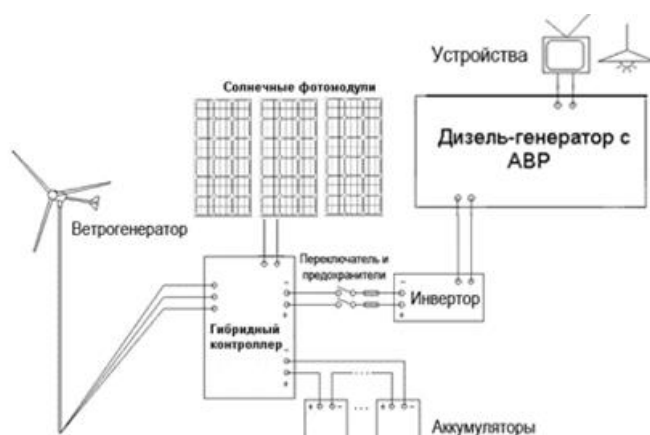 Устройства
Солнечные фотомодули
Дизель-генератор с
АВР
Ветрогенератор
Переключатель и
предохранители
Инвертор
Гибридный
контроллер
Аккумуляторы
- +
- +
- +
+ - ... + -